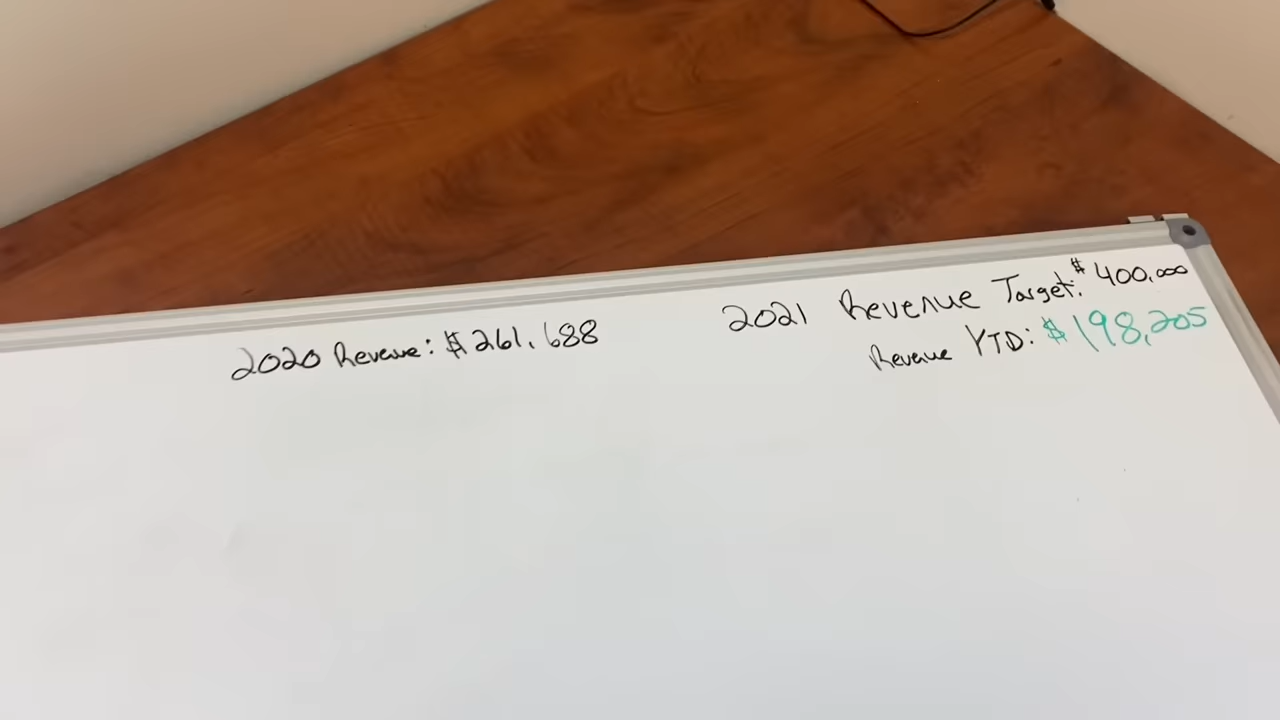 2020 Revenue: $261,688
2021 Revenue Target: $400,000
Revenue YTD: $198,205